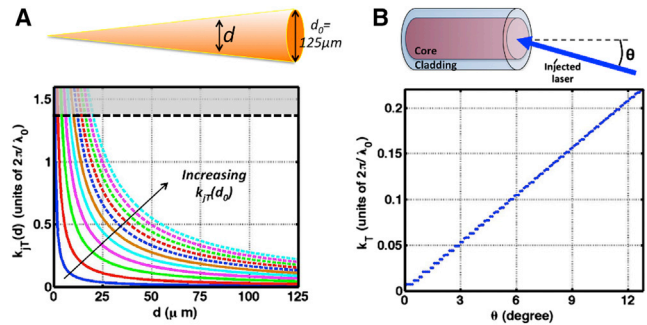 A
d
d₀=
125μm
1.5
1
0.5
0
kⱼT(d) (units of 2π/λ₀)
Increasing
kⱼT(d₀)
0 25 50 75 100 125
d (μ m)
B
Core
Cladding
Injected
laser
θ
0.2
0.15
0.1
0.05
0
k_T (units of 2π/λ₀)
0 3 6 9 12
θ (degree)